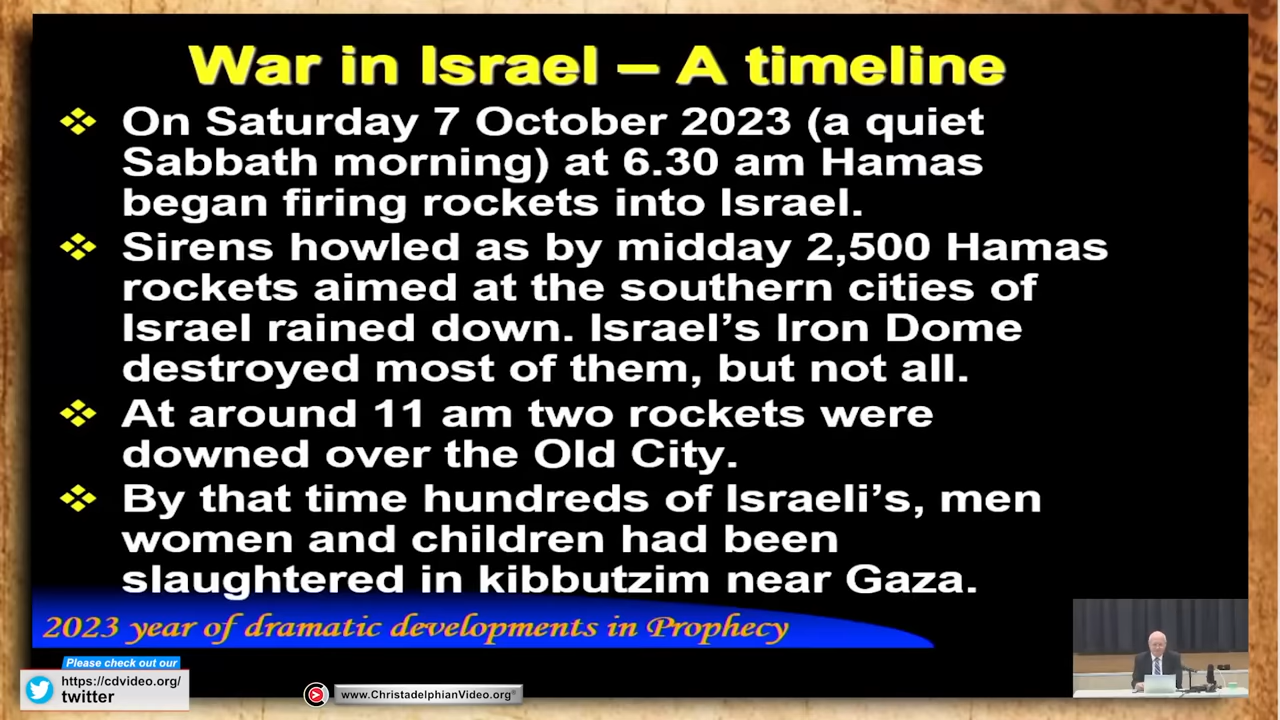 War in Israel – A timeline
On Saturday 7 October 2023 (a quiet
Sabbath morning) at 6.30 am Hamas
began firing rockets into Israel.
Sirens howled as by midday 2,500 Hamas
rockets aimed at the southern cities of
Israel rained down. Israel’s Iron Dome
destroyed most of them, but not all.
At around 11 am two rockets were
downed over the Old City.
By that time hundreds of Israeli’s, men
women and children had been
slaughtered in kibbutzim near Gaza.
2023 year of dramatic developments in Prophecy
Please check out our
https://cdvideo.org/
twitter
www.ChristadelphianVideo.org